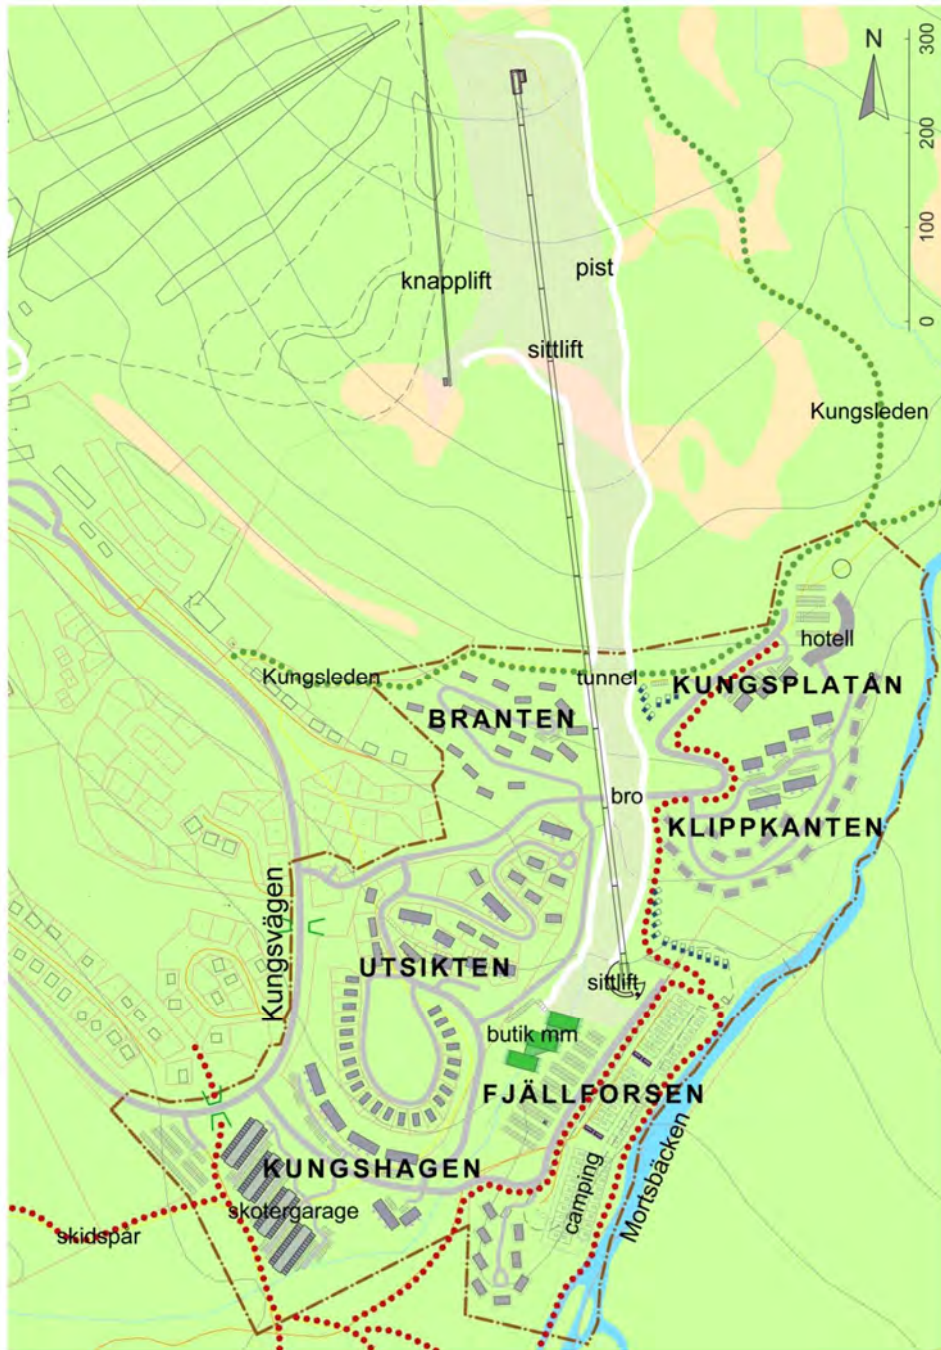 300
N
200
100
0
knapplift
pist
sittlift
Kungsleden
hotell
Kungsleden
tunnel
KUNGSPLATÅN
BRANTEN
bro
KLIPPKANTEN
Kungsvägen
UTSIKTEN
sittlift
butik mm
FJÄLLFORSEN
KUNGSHAGEN
camping
Mortsbäcken
skotergarage
skidspår